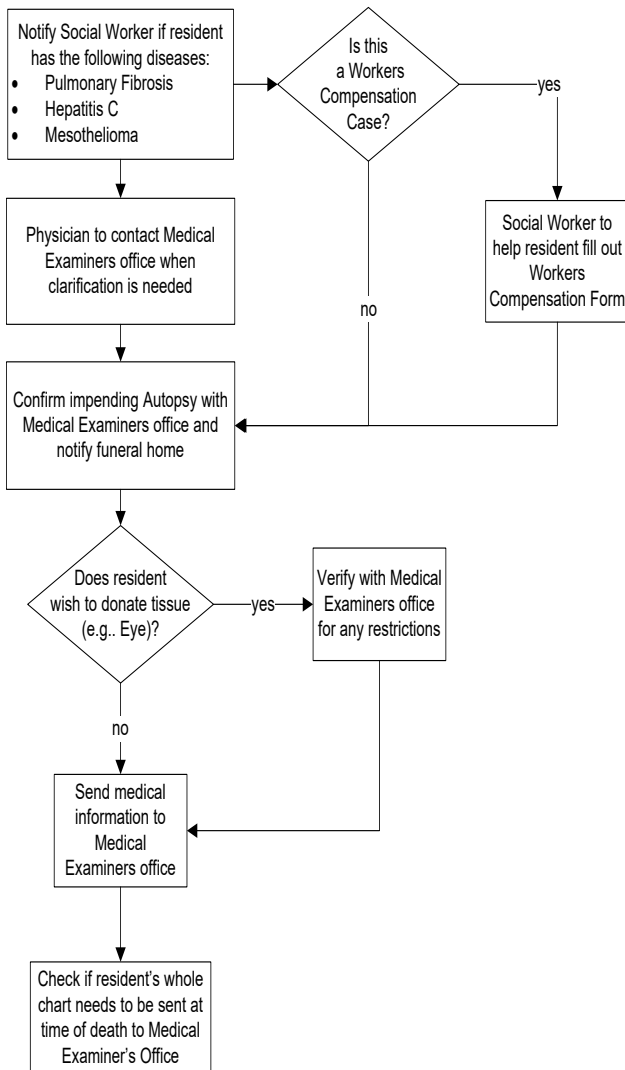 Notify Social Worker if resident
has the following diseases:
• Pulmonary Fibrosis
• Hepatitis C
• Mesothelioma
Is this
a Workers
Compensation
Case?
yes
Physician to contact Medical
Examiners office when
clarification is needed
Social Worker to
help resident fill out
Workers
Compensation Form
no
Confirm impending Autopsy with
Medical Examiners office and
notify funeral home
Does resident
wish to donate tissue
(e.g.. Eye)?
yes
Verify with Medical
Examiners office
for any restrictions
no
Send medical
information to
Medical
Examiners office
Check if resident's whole
chart needs to be sent at
time of death to Medical
Examiner's Office